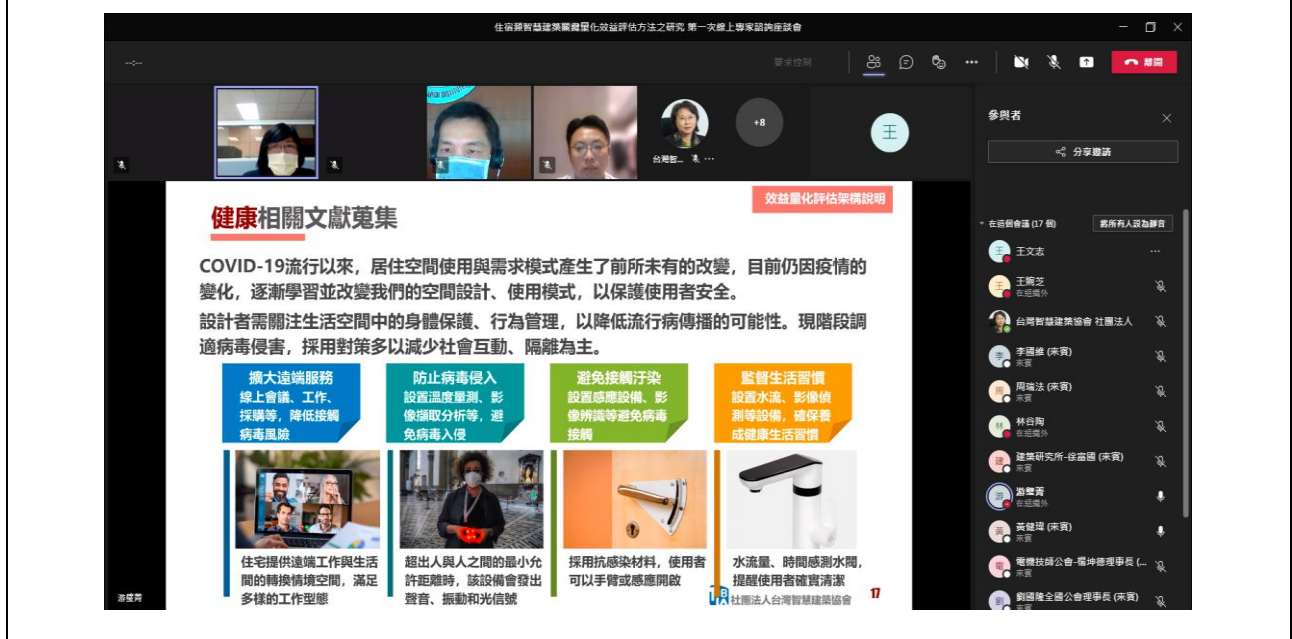 住宿類智慧建築關鍵量化效益評估方法之研究 第一次線上專家諮詢座談會
--:--
要求控制
離開
台灣智...
+8
王
參與者
分享邀請
在這個會議 (17 個)
將所有人設為靜音
王
王文志
王
王婉芝
在組織外
台灣智慧建築協會 社團法人
李
李國維 (來賓)
來賓
周
周瑞法 (來賓)
來賓
林
林谷陶
在組織外
建
建築研究所-徐富國 (來賓)
來賓
游
游璧菁
在組織外
黃
黃健瑋 (來賓)
來賓
電
電機技師公會-楊坤德理事長 (...
來賓
劉
劉國隆全國公會理事長 (來賓)
來賓
效益量化評估架構說明
健康相關文獻蒐集
COVID-19流行以來，居住空間使用與需求模式產生了前所未有的改變，目前仍因疫情的
變化，逐漸學習並改變我們的空間設計、使用模式，以保護使用者安全。
設計者需關注生活空間中的身體保護、行為管理，以降低流行病傳播的可能性。現階段調
適病毒侵害，採用對策多以減少社會互動、隔離為主。
擴大遠端服務
線上會議、工作、
採購等，降低接觸
病毒風險
防止病毒侵入
設置溫度量測、影
像擷取分析等，避
免病毒入侵
避免接觸汙染
設置感應設備、影
像辨識等避免病毒
接觸
監督生活習慣
設置水流、影像偵
測等設備，確保養
成健康生活習慣
住宅提供遠端工作與生活
間的轉換情境空間，滿足
多樣的工作型態
超出人與人之間的最小允
許距離時，該設備會發出
聲音、振動和光信號
採用抗感染材料，使用者
可以手臂或感應開啟
水流量、時間感測水閥，
提醒使用者確實清潔
社團法人台灣智慧建築協會
17
游璧菁